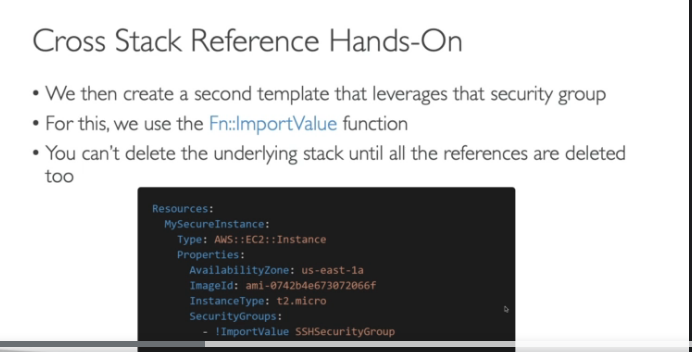 Cross Stack Reference Hands-On
• We then create a second template that leverages that security group
• For this, we use the Fn::ImportValue function
• You can't delete the underlying stack until all the references are deleted
too
Resources:
MySecureInstance:
Type: AWS::EC2::Instance
Properties:
AvailabilityZone: us-east-1a
ImageId: ami-0742b4e673072066f
InstanceType: t2.micro
SecurityGroups:
- !ImportValue SSHSecurityGroup